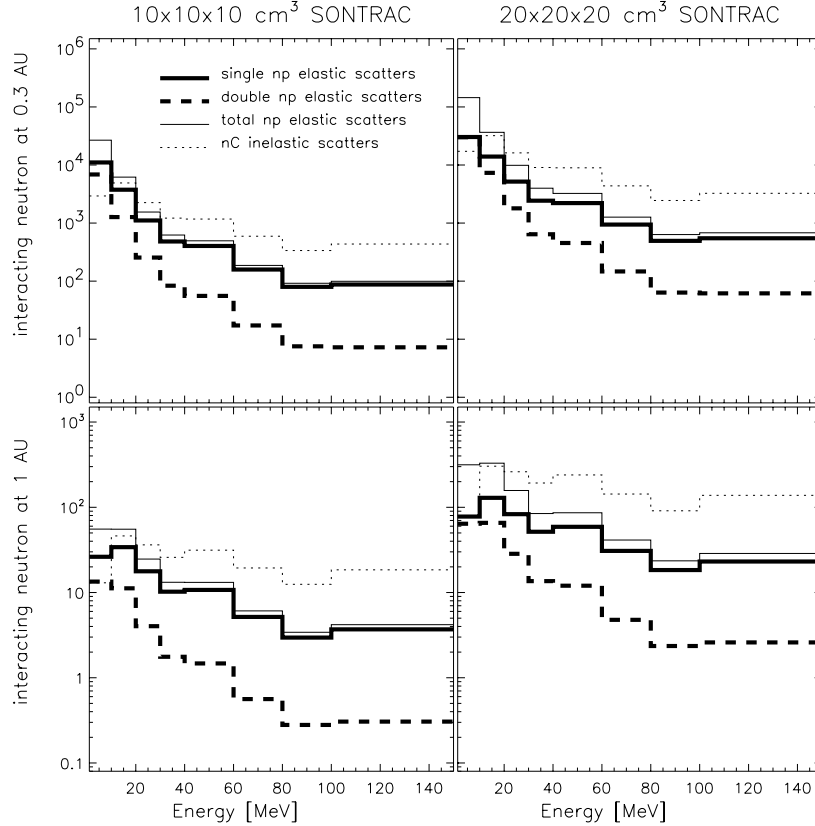 10x10x10 cm³ SONTRAC
20x20x20 cm³ SONTRAC
interacting neutron at 0.3 AU
10⁶
10⁵
10⁴
10³
10²
10¹
10⁰
single np elastic scatters
double np elastic scatters
total np elastic scatters
nC inelastic scatters
interacting neutron at 1 AU
10³
10²
10
1
0.1
20 40 60 80 100 120 140
20 40 60 80 100 120 140
Energy [MeV]
Energy [MeV]